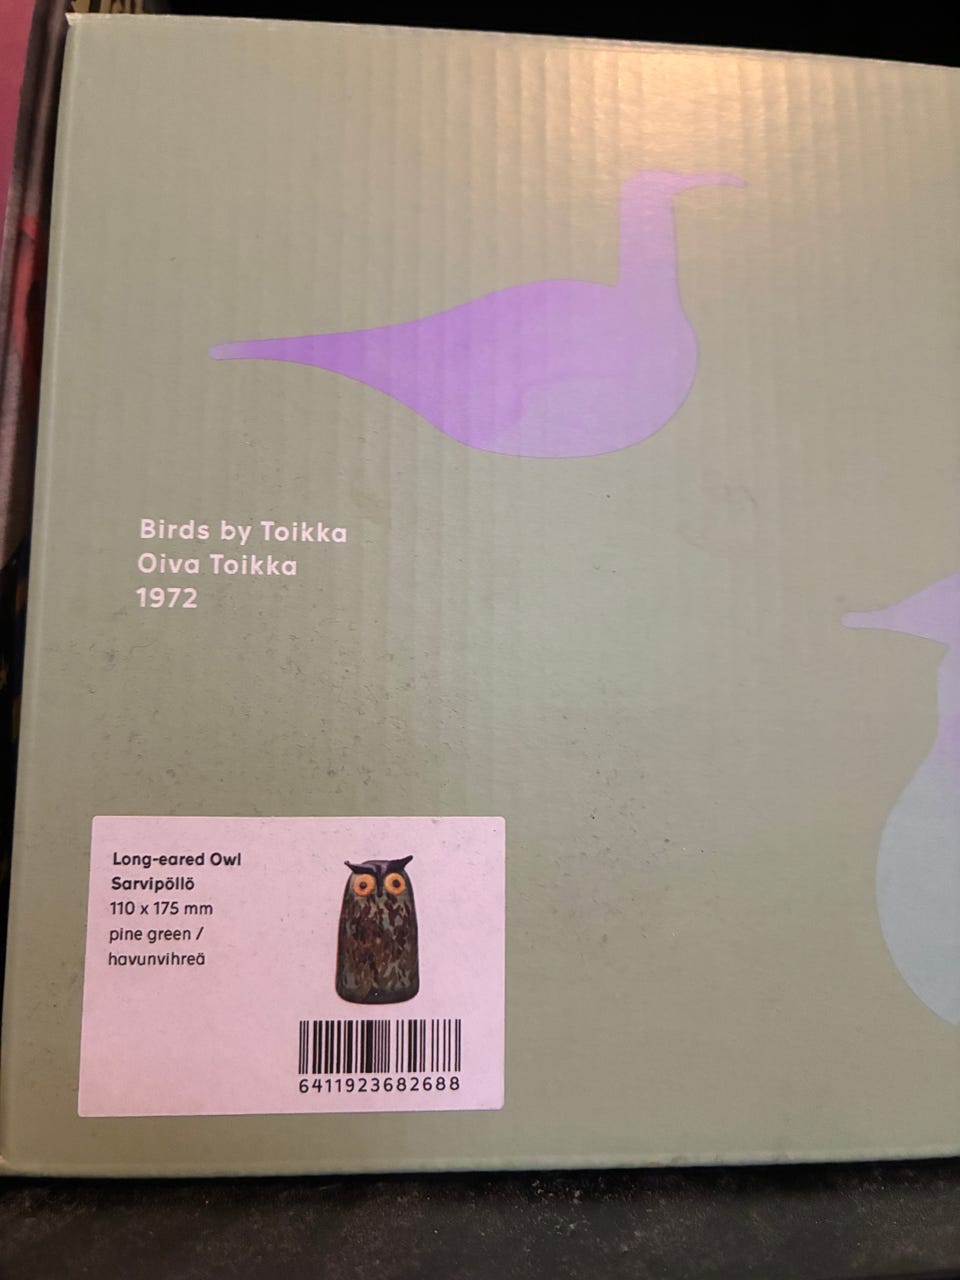 Birds by Toikka
Oiva Toikka
1972
Long-eared Owl
Sarvipöllö
110 x 175 mm
pine green /
havunvihreä
6411923682688